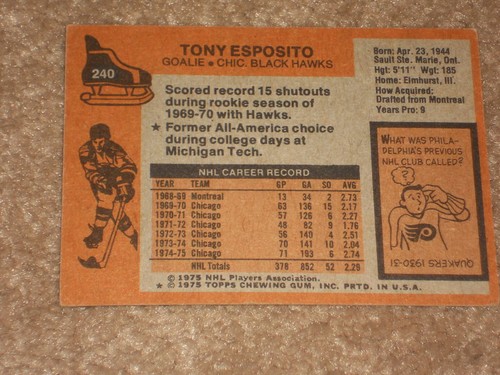 240
TONY ESPOSITO
GOALIE ★ CHIC. BLACK HAWKS
Scored record 15 shutouts
during rookie season of
1969-70 with Hawks.
★ Former All-America choice
during college days at
Michigan Tech.
NHL CAREER RECORD
YEAR TEAM GP GA SO AVG
1968-69 Montreal 13 34 2 2.73
1969-70 Chicago 63 136 15 2.17
1970-71 Chicago 57 126 6 2.27
1971-72 Chicago 48 82 9 1.76
1972-73 Chicago 56 140 4 2.51
1973-74 Chicago 70 141 10 2.04
1974-75 Chicago 71 193 6 2.74
NHL Totals 378 852 52 2.29
© 1975 NHL Players Association.
★ © 1975 TOPPS CHEWING GUM, INC. PRTD. IN U.S.A.
Born: Apr. 23, 1944
Sault Ste. Marie, Ont.
Hgt: 5'11" Wgt: 185
Home: Elmhurst, Ill.
How Acquired:
Drafted from Montreal
Years Pro: 9
WHAT WAS PHILA-
DELPHIA'S PREVIOUS
NHL CLUB CALLED?
?
QUAKERS 1930-31